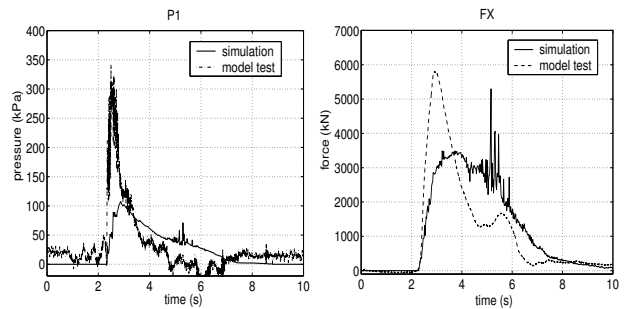 P1
simulation
model test
pressure (kPa)
400
350
300
250
200
150
100
50
0
0 2 4 6 8 10
time (s)
FX
simulation
model test
force (kN)
7000
6000
5000
4000
3000
2000
1000
0
0 2 4 6 8 10
time (s)